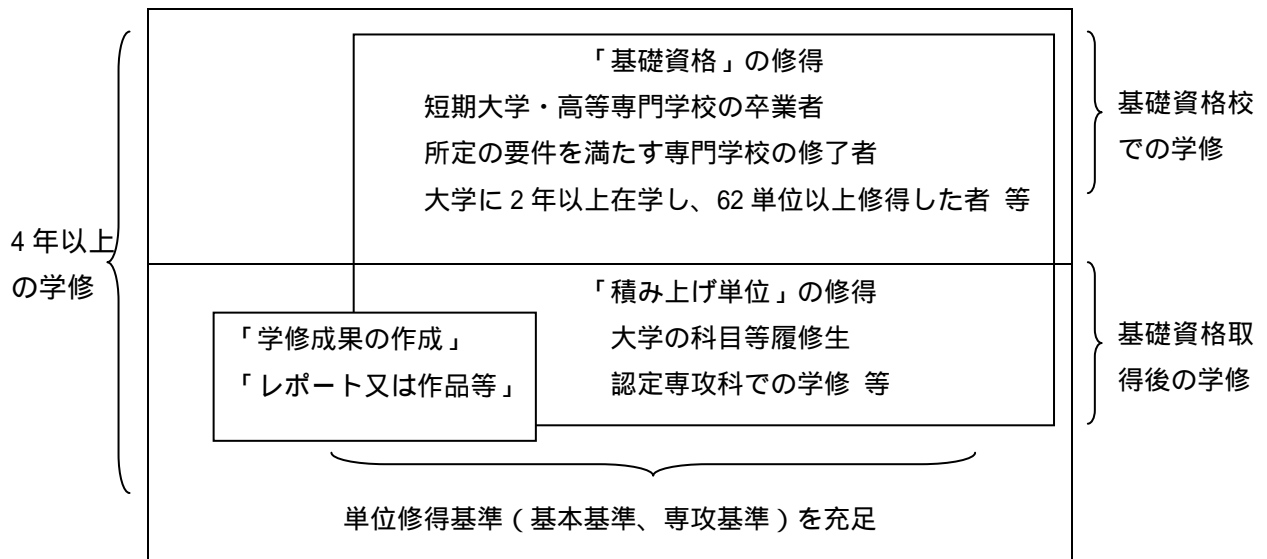 「基礎資格」の修得
短期大学・高等専門学校の卒業者
所定の要件を満たす専門学校の修了者
大学に 2 年以上在学し、62 単位以上修得した者 等
基礎資格校
での学修
4 年以上
の学修
「積み上げ単位」の修得
大学の科目等履修生
認定専攻科での学修 等
「学修成果の作成」
「レポート又は作品等」
基礎資格取
得後の学修
単位修得基準（基本基準、専攻基準）を充足